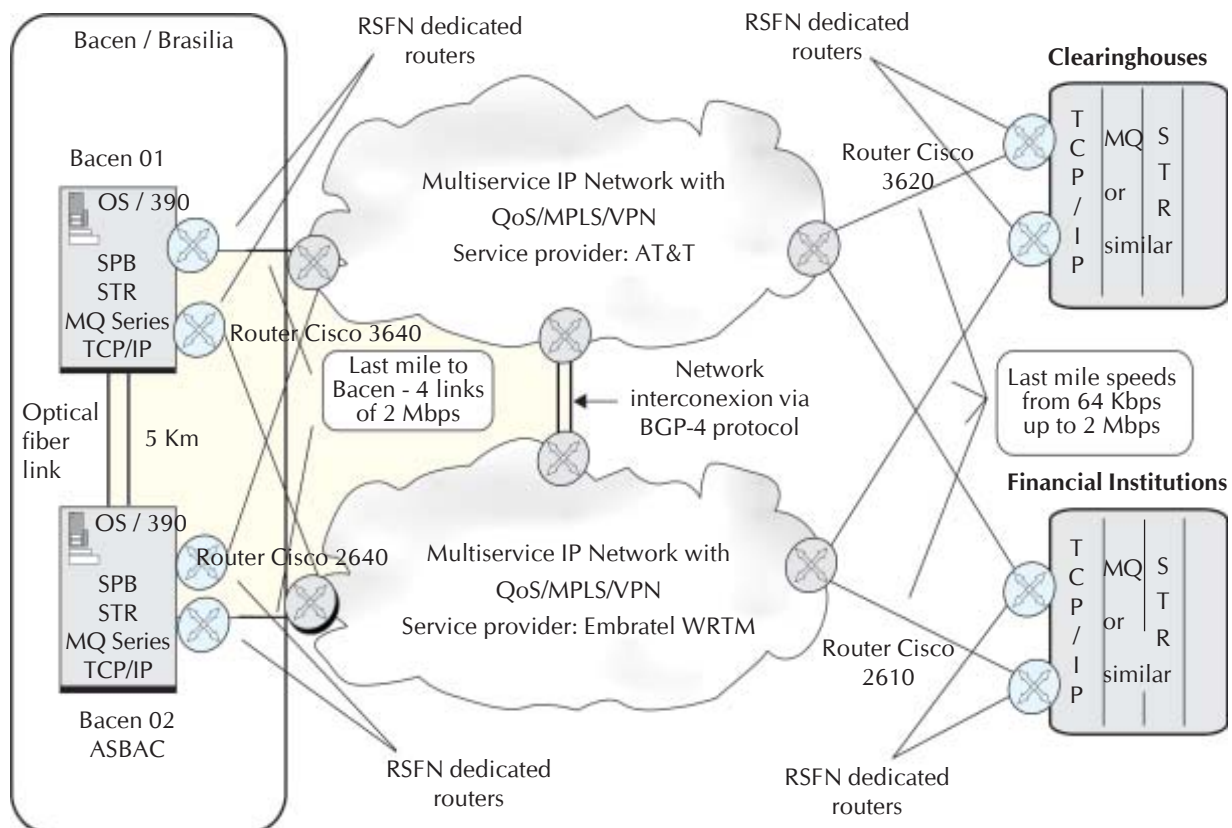 Bacen / Brasilia
RSFN dedicated
routers
RSFN dedicated
routers
Clearinghouses
Bacen 01
OS / 390
SPB
STR
MQ Series
TCP/IP
Router Cisco 3640
Multiservice IP Network with
QoS/MPLS/VPN
Service provider: AT&T
Router Cisco
3620
T
C
P
/
I
P
MQ
or
similar
S
T
R
Optical
fiber
link
5 Km
Last mile to
Bacen - 4 links
of 2 Mbps
Network
interconexion via
BGP-4 protocol
Last mile speeds
from 64 Kbps
up to 2 Mbps
Financial Institutions
OS / 390
SPB
STR
MQ Series
TCP/IP
Router Cisco 2640
Bacen 02
ASBAC
Multiservice IP Network with
QoS/MPLS/VPN
Service provider: Embratel WRTM
Router Cisco
2610
T
C
P
/
I
P
MQ
or
similar
S
T
R
RSFN dedicated
routers
RSFN dedicated
routers